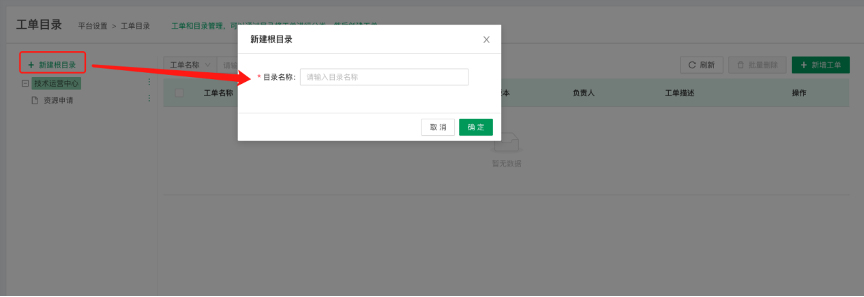 工单目录 平台设置 > 工单目录 工单和目录管理，可
新建根目录
+ 新建根目录
技术运营中心
资源申请
工单名称
* 目录名称： 请输入目录名称
取 消 确 定
刷新 批量删除 + 新增工单
工单名称 本 负责人 工单描述 操作
暂无数据